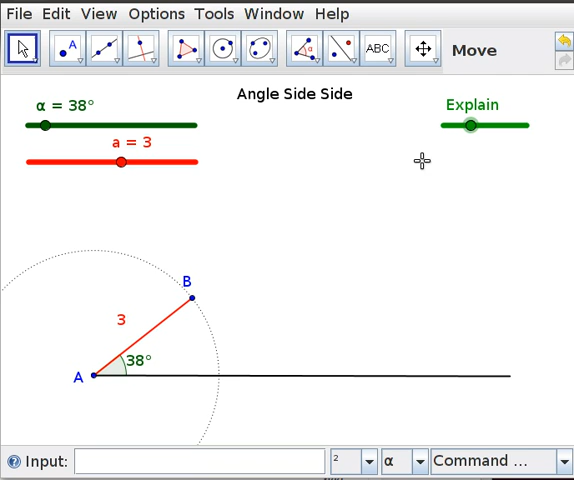 File Edit View Options Tools Window Help
A α ABC Move
Angle Side Side
α = 38°
Explain
a = 3
B
3
38°
A
Input: 2 α Command ...